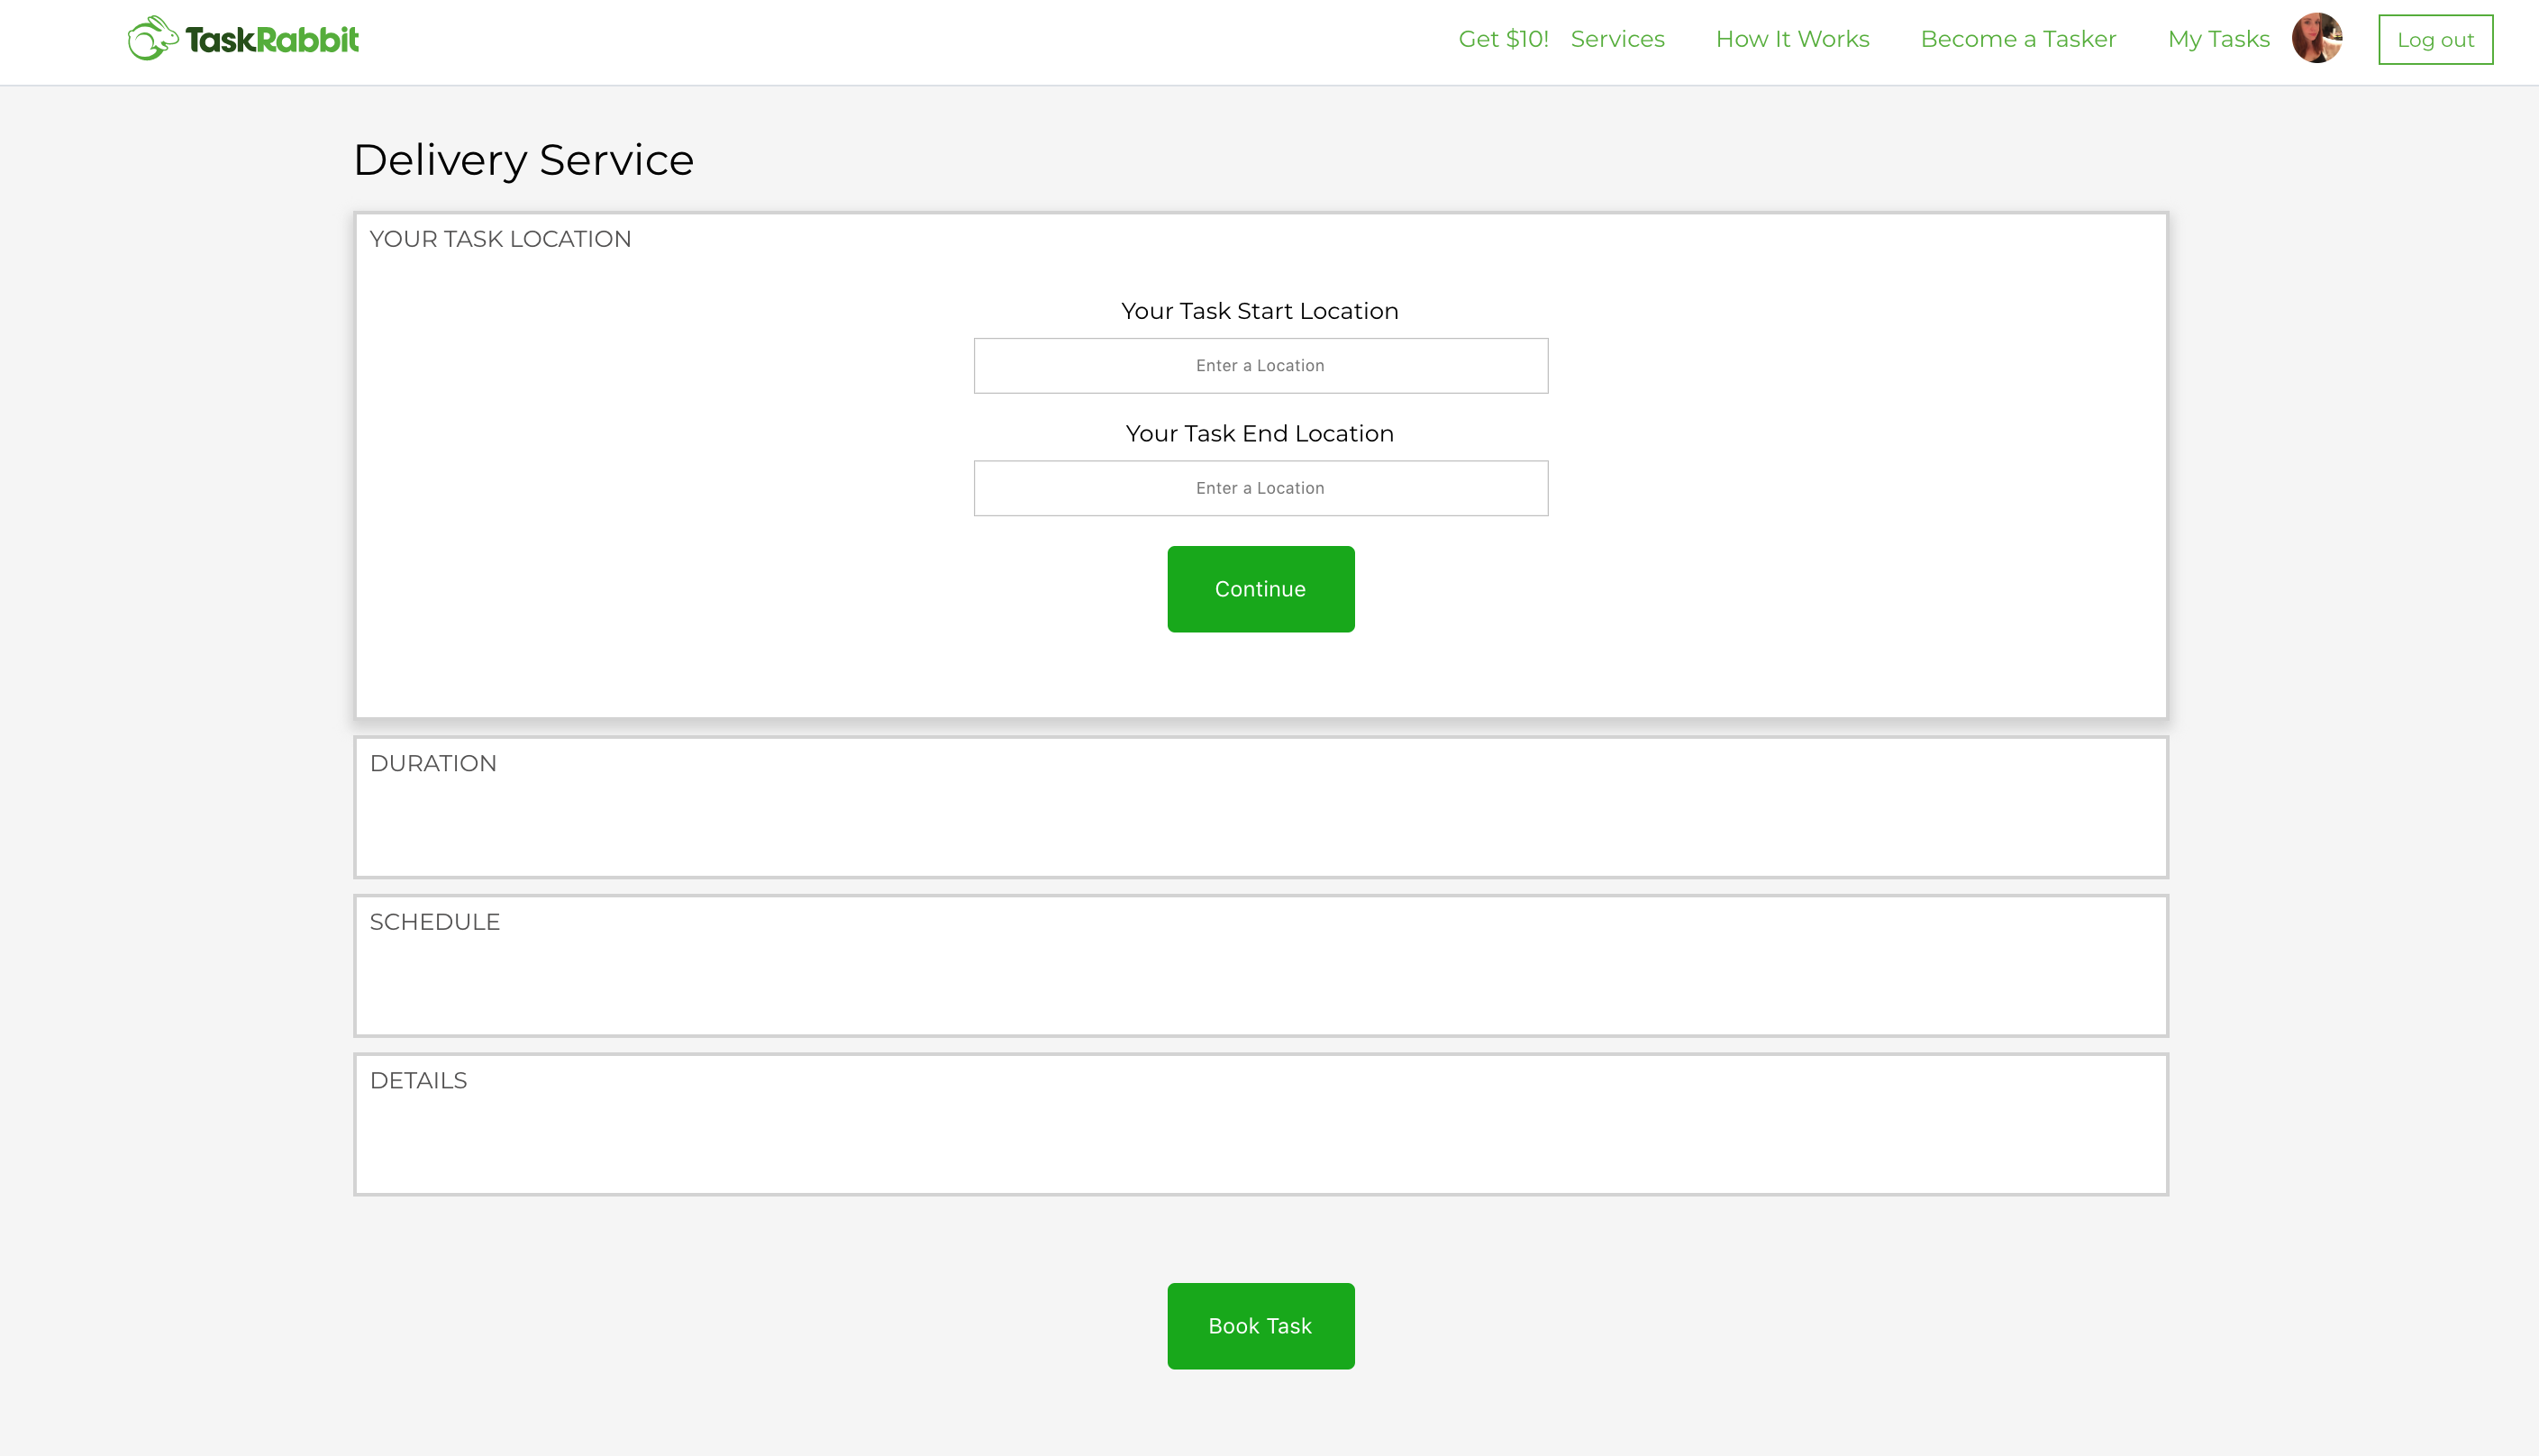 TaskRabbit
Get $10! Services How It Works Become a Tasker My Tasks Log out
Delivery Service
YOUR TASK LOCATION
Your Task Start Location
Enter a Location
Your Task End Location
Enter a Location
Continue
DURATION
SCHEDULE
DETAILS
Book Task